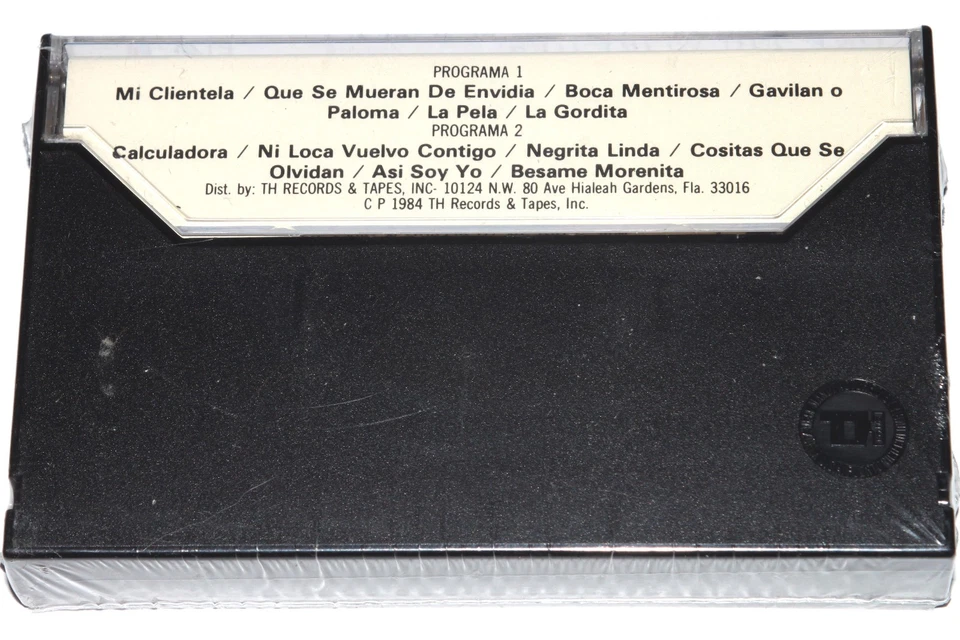 PROGRAMA 1
Mi Clientela / Que Se Mueran De Envidia / Boca Mentirosa / Gavilan o
Paloma / La Pela / La Gordita
PROGRAMA 2
Calculadora / Ni Loca Vuelvo Contigo / Negrita Linda / Cositas Que Se
Olvidan / Asi Soy Yo / Besame Morenita
Dist. by: TH RECORDS & TAPES, INC- 10124 N.W. 80 Ave Hialeah Gardens, Fla. 33016
C P 1984 TH Records & Tapes, Inc.